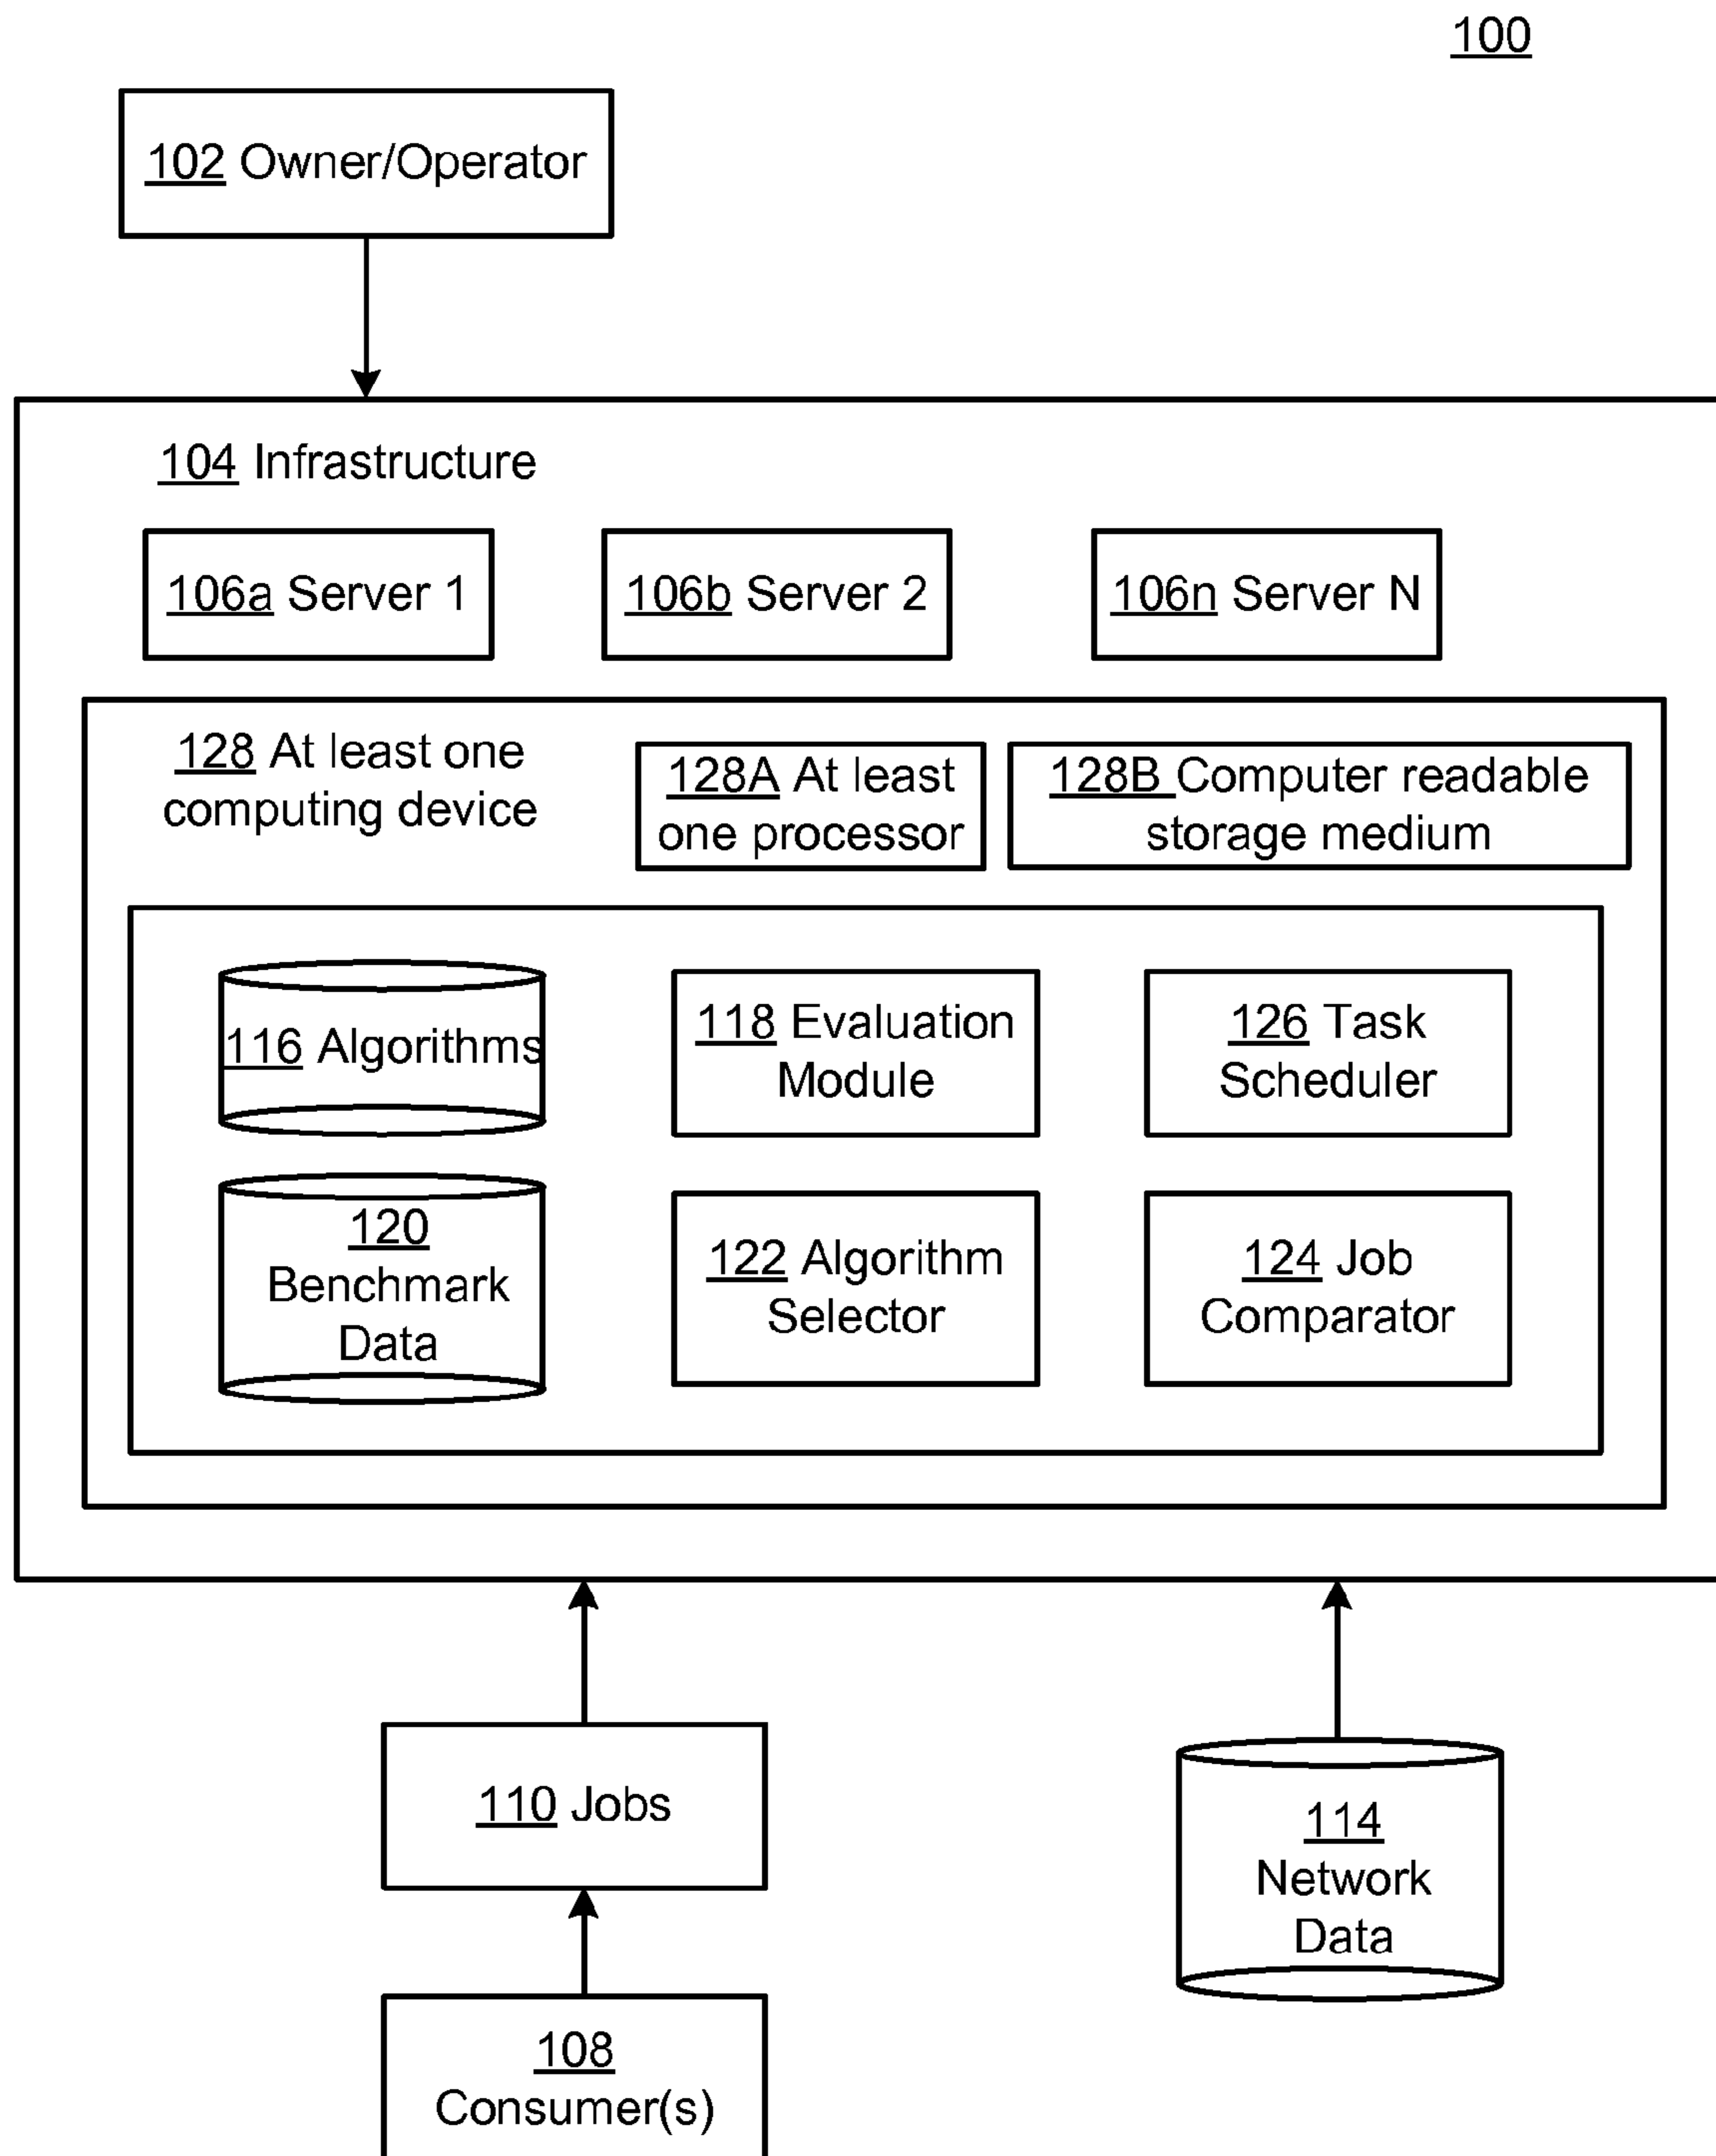 100
102 Owner/Operator
104 Infrastructure
106a Server 1
106b Server 2
106n Server N
128 At least one
computing device
128A At least
one processor
128B Computer readable
storage medium
116 Algorithms
118 Evaluation
Module
126 Task
Scheduler
120
Benchmark
Data
122 Algorithm
Selector
124 Job
Comparator
110 Jobs
114
Network
Data
108
Consumer(s)